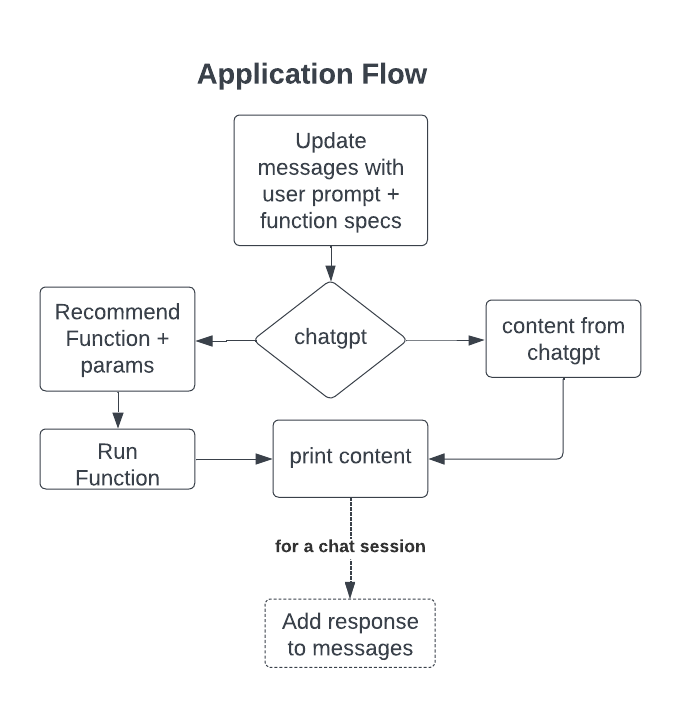 Application Flow
Update
messages with
user prompt +
function specs
Recommend
Function +
params
chatgpt
content from
chatgpt
Run
Function
print content
for a chat session
Add response
to messages